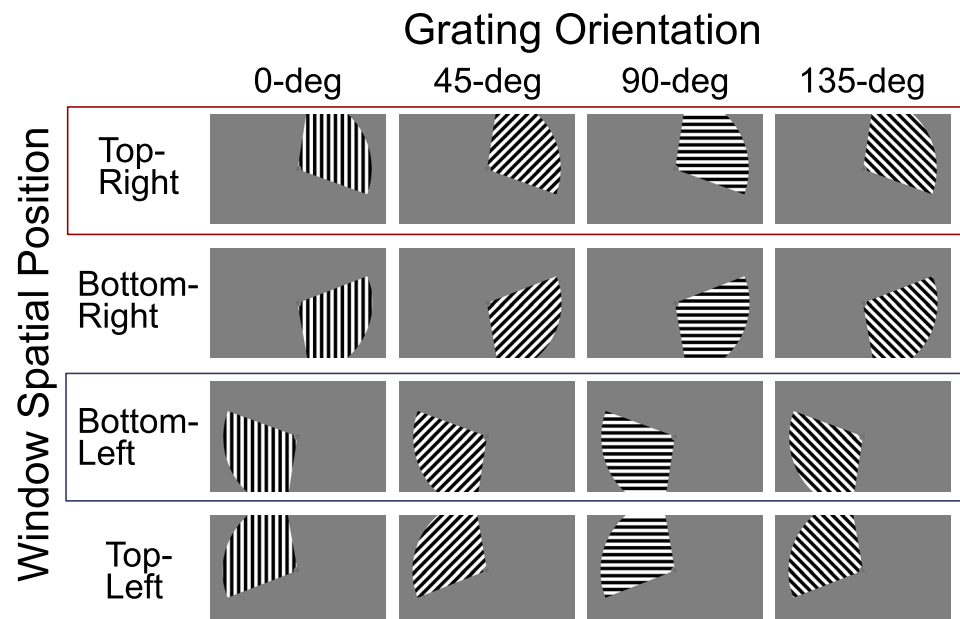 Grating Orientation
0-deg 45-deg 90-deg 135-deg
Window Spatial Position
Top-
Right
Bottom-
Right
Bottom-
Left
Top-
Left